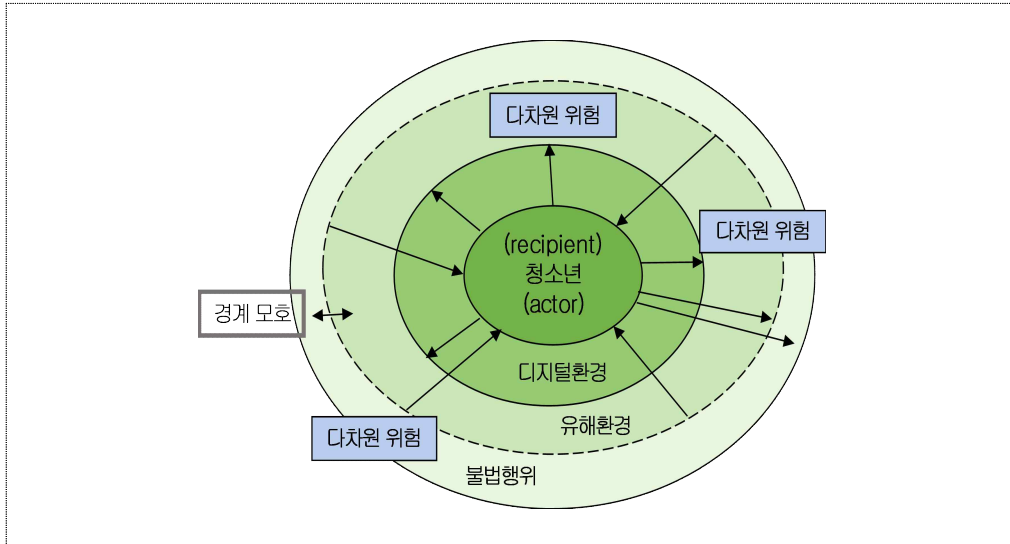 다차원 위험
다차원 위험
(recipient)
청소년
(actor)
경계 모호
디지털환경
유해환경
다차원 위험
불법행위